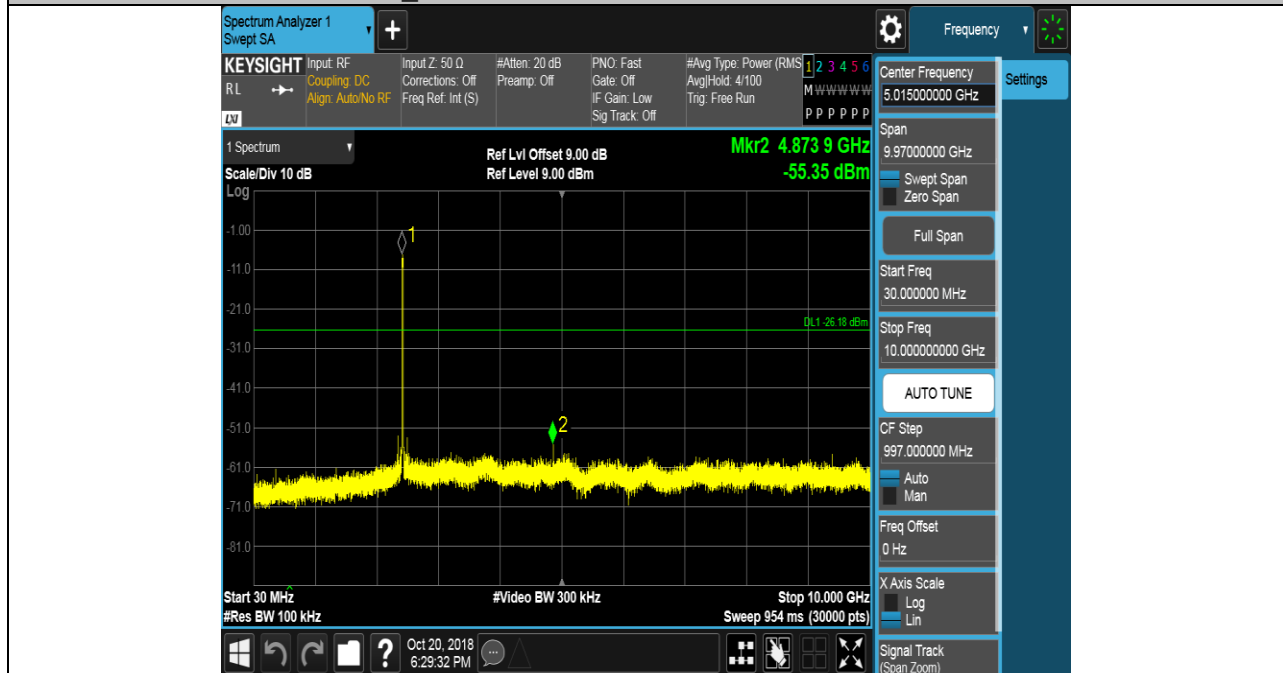 Spectrum Analyzer 1
Swept SA
+
Frequency
KEYSIGHT
RL
LXI
Input: RF
Coupling: DC
Align: Auto/No RF
Input Z: 50 Ω
Corrections: Off
Freq Ref: Int (S)
#Atten: 20 dB
Preamp: Off
PNO: Fast
Gate: Off
IF Gain: Low
Sig Track: Off
#Avg Type: Power (RMS
Avg|Hold: 4/100
Trig: Free Run
1 2 3 4 5 6
M W W W W W
P P P P P P
1 Spectrum
Scale/Div 10 dB
Log
Ref Lvl Offset 9.00 dB
Ref Level 9.00 dBm
Mkr2 4.873 9 GHz
-55.35 dBm
-1.00
-11.0
-21.0
-31.0
-41.0
-51.0
-61.0
-71.0
-81.0
1
2
DL1 -26.18 dBm
Start 30 MHz
#Res BW 100 kHz
#Video BW 300 kHz
Stop 10.000 GHz
Sweep 954 ms (30000 pts)
Center Frequency
5.015000000 GHz
Span
9.97000000 GHz
Swept Span
Zero Span
Full Span
Start Freq
30.000000 MHz
Stop Freq
10.000000000 GHz
AUTO TUNE
CF Step
997.000000 MHz
Auto
Man
Freq Offset
0 Hz
X Axis Scale
Log
Lin
Signal Track
(Span Zoom)
Settings
?
Oct 20, 2018
6:29:32 PM